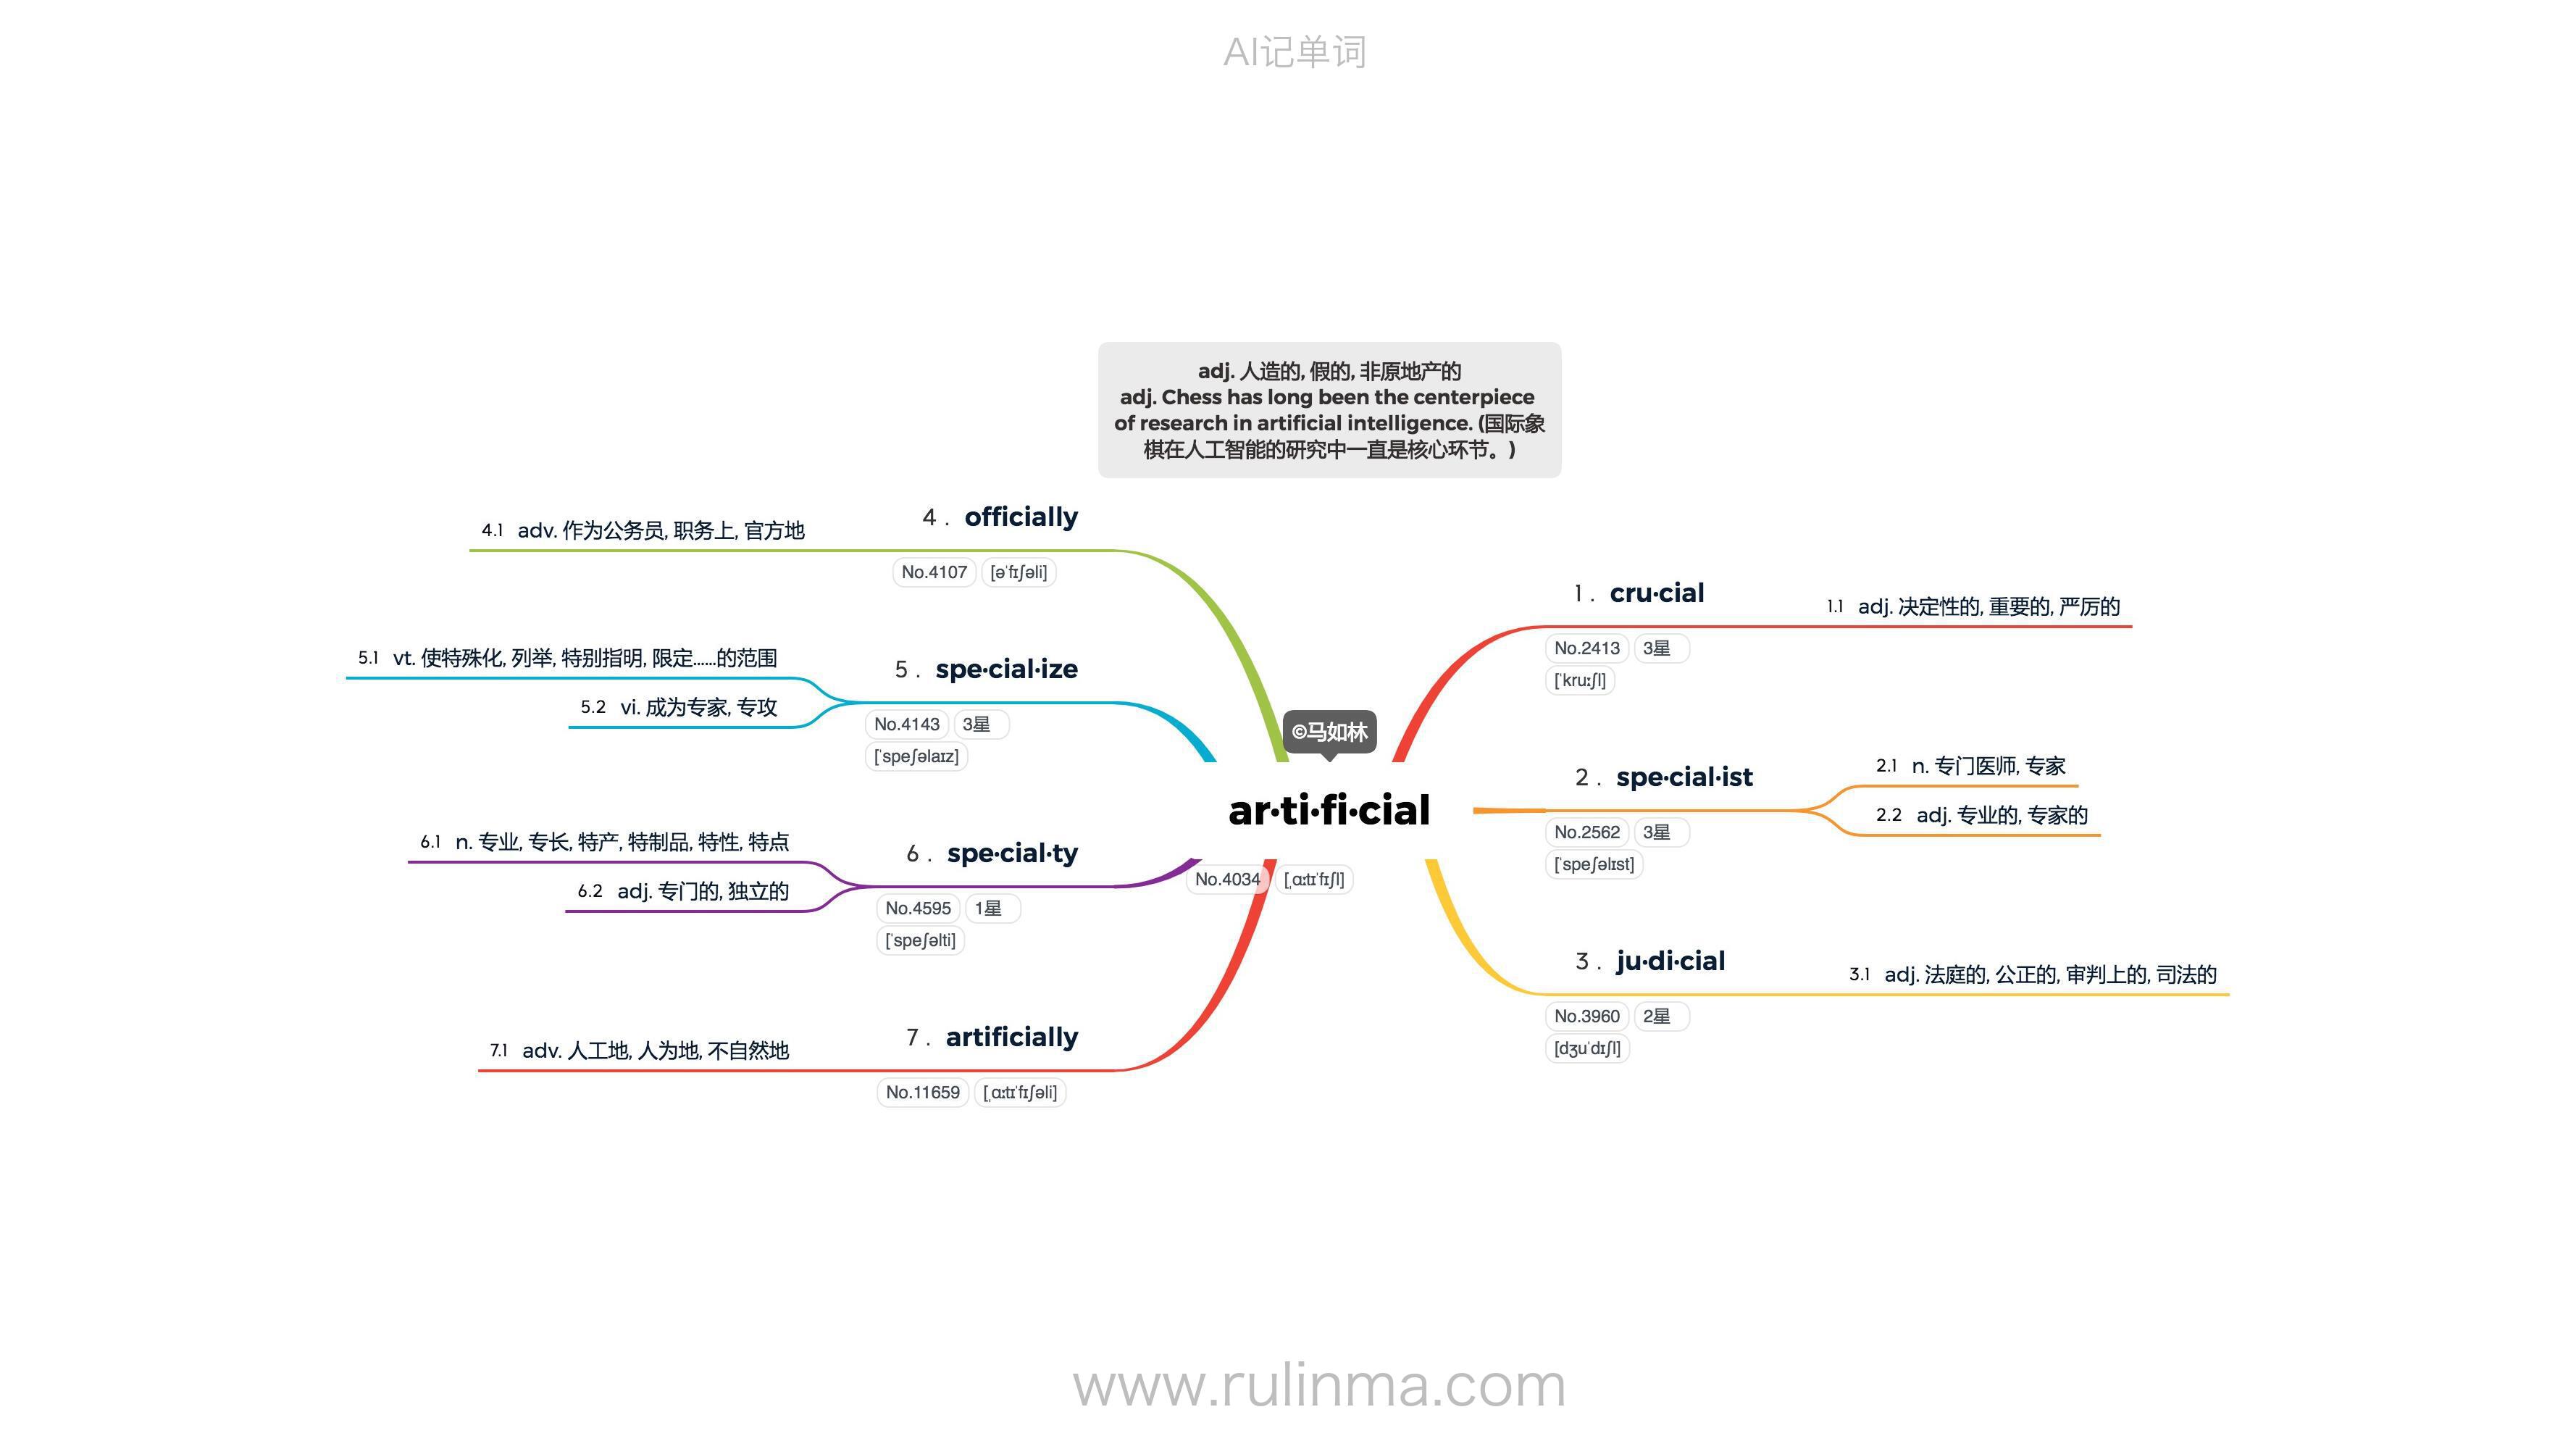 AI记单词
adj. 人造的, 假的, 非原地产的
adj. Chess has long been the centerpiece
of research in artificial intelligence. (国际象
棋在人工智能的研究中一直是核心环节。)
©马如林
ar·ti·fi·cial
No.4034 [ˌɑːtɪˈfɪʃl]
1 . cru·cial
No.2413 3星
[ˈkruːʃl]
1.1 adj. 决定性的, 重要的, 严厉的
2 . spe·cial·ist
No.2562 3星
[ˈspeʃəlɪst]
2.1 n. 专门医师, 专家
2.2 adj. 专业的, 专家的
3 . ju·di·cial
No.3960 2星
[dʒuˈdɪʃl]
3.1 adj. 法庭的, 公正的, 审判上的, 司法的
4 . officially
No.4107 [əˈfɪʃəli]
4.1 adv. 作为公务员, 职务上, 官方地
5 . spe·cial·ize
No.4143 3星
[ˈspeʃəlaɪz]
5.1 vt. 使特殊化, 列举, 特别指明, 限定……的范围
5.2 vi. 成为专家, 专攻
6 . spe·cial·ty
No.4595 1星
[ˈspeʃəlti]
6.1 n. 专业, 专长, 特产, 特制品, 特性, 特点
6.2 adj. 专门的, 独立的
7 . artificially
No.11659 [ˌɑːtɪˈfɪʃəli]
7.1 adv. 人工地, 人为地, 不自然地
www.rulinma.com